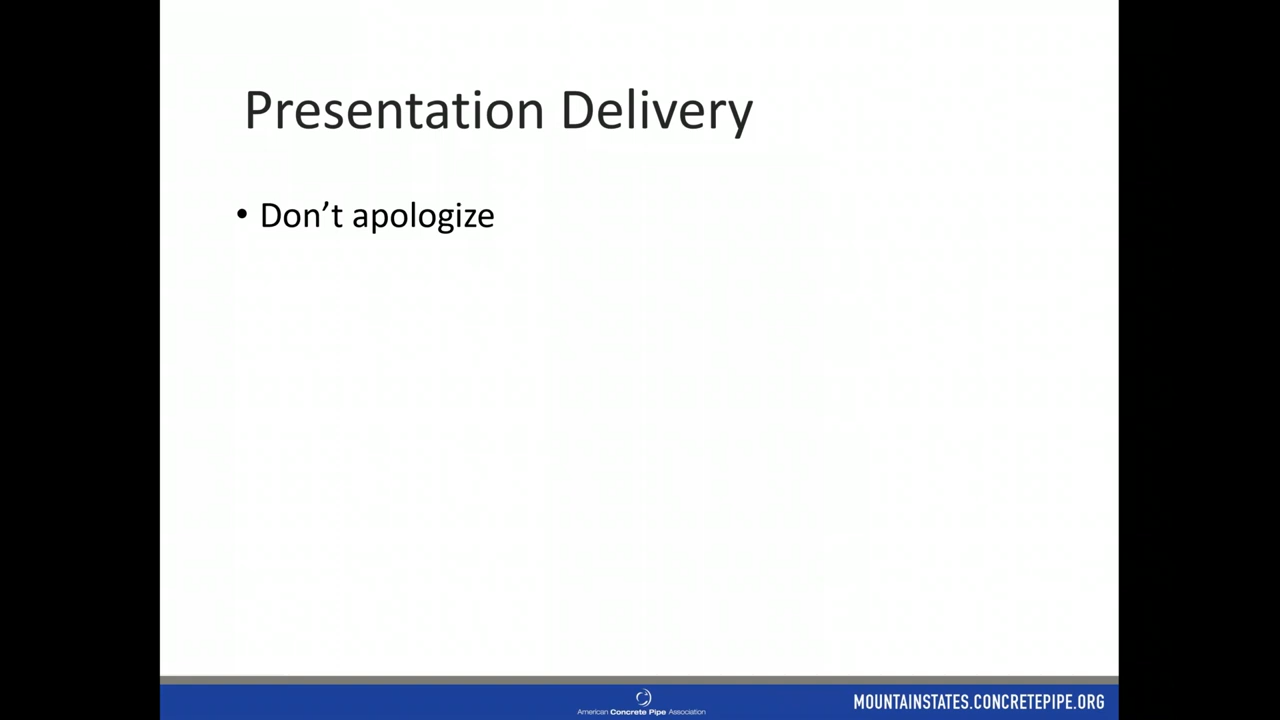 Presentation Delivery
• Don’t apologize
American Concrete Pipe Association
MOUNTAINSTATES.CONCRETEPIPE.ORG